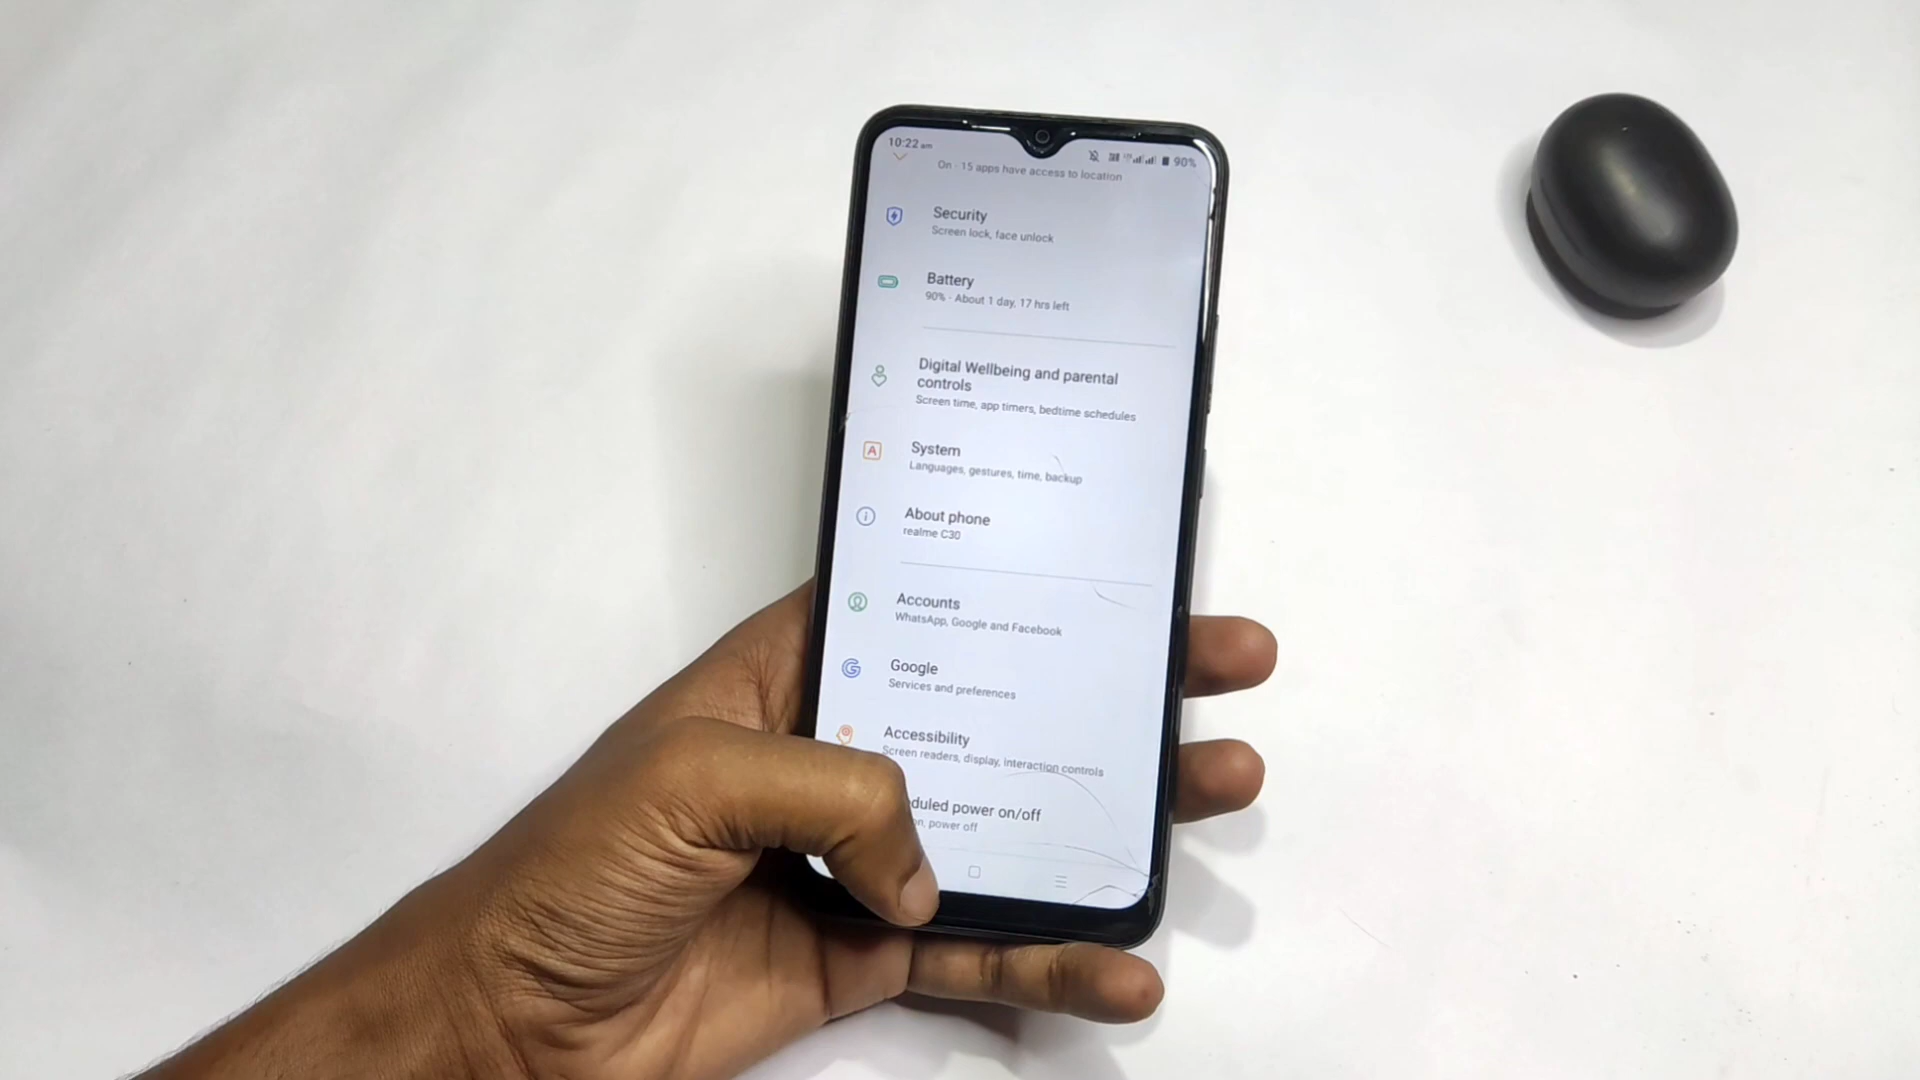 10:22 am
90%
On · 15 apps have access to location
Security
Screen lock, face unlock
Battery
90% · About 1 day, 17 hrs left
Digital Wellbeing and parental
controls
Screen time, app timers, bedtime schedules
System
Languages, gestures, time, backup
About phone
realme C30
Accounts
WhatsApp, Google and Facebook
Google
Services and preferences
Accessibility
Screen readers, display, interaction controls
duled power on/off
on, power off